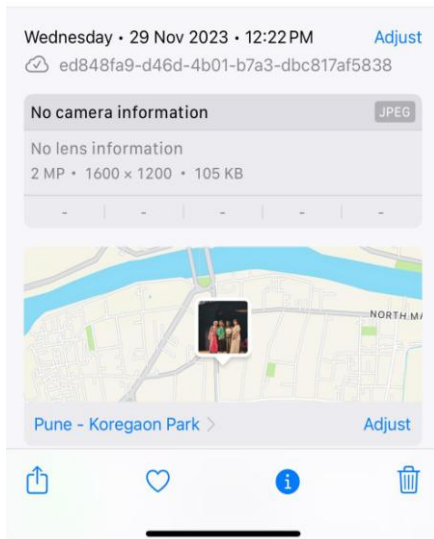 Wednesday • 29 Nov 2023 • 12:22 PM Adjust
ed848fa9-d46d-4b01-b7a3-dbc817af5838
No camera information JPEG
No lens information
2 MP • 1600 × 1200 • 105 KB
- - - - -
NORTH MA
Pune - Koregaon Park > Adjust